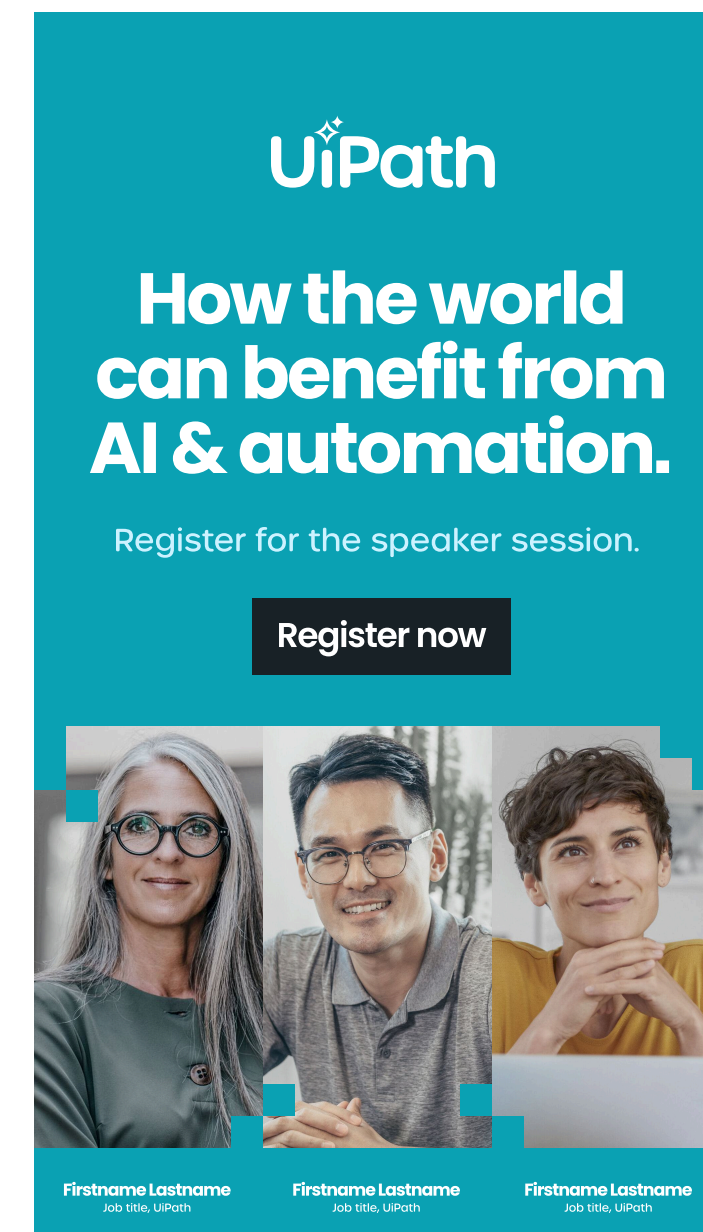 UiPath
How the world
can benefit from
AI & automation.
Register for the speaker session.
Register now
Firstname Lastname
Job title, UiPath
Firstname Lastname
Job title, UiPath
Firstname Lastname
Job title, UiPath